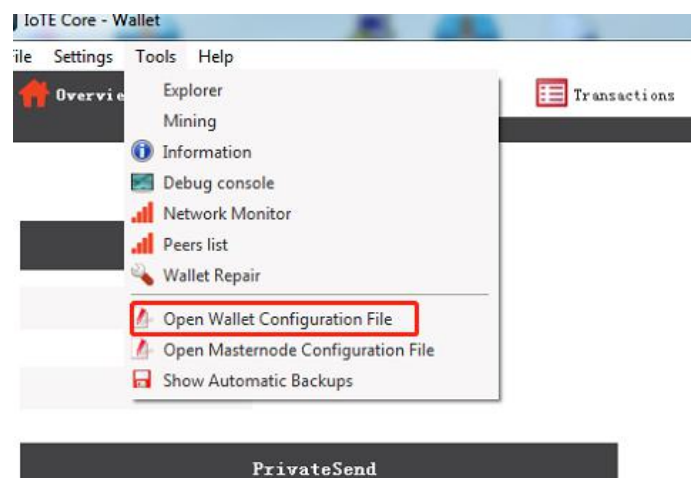 IoTE Core - Wallet
ile Settings Tools Help
Overvie
Transactions
Explorer
Mining
Information
Debug console
Network Monitor
Peers list
Wallet Repair
Open Wallet Configuration File
Open Masternode Configuration File
Show Automatic Backups
PrivateSend